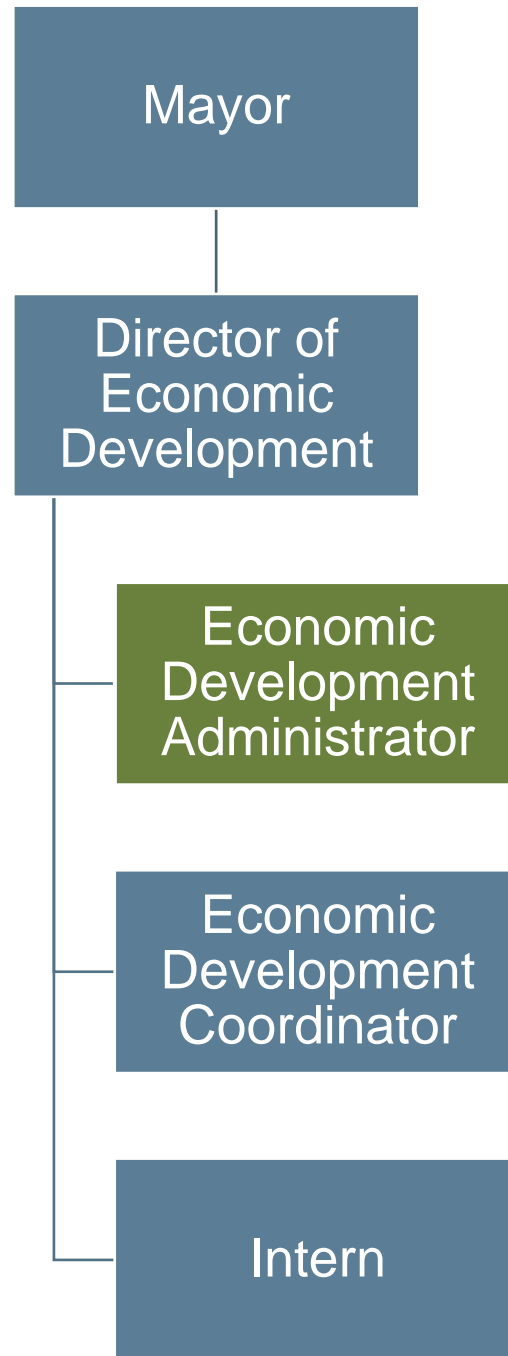 Mayor
Director of
Economic
Development
Economic
Development
Administrator
Economic
Development
Coordinator
Intern